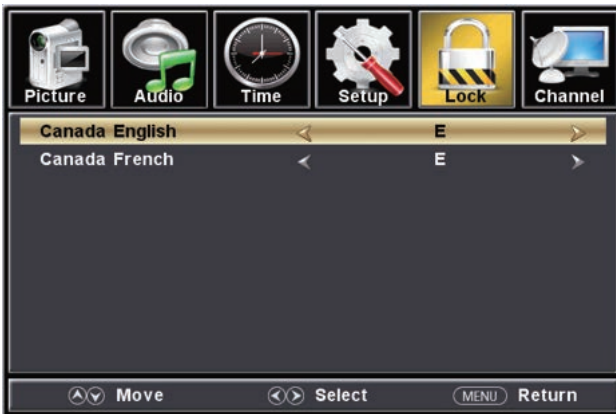 Picture Audio Time Setup Lock Channel
Canada English E
Canada French E
Move Select MENU Return